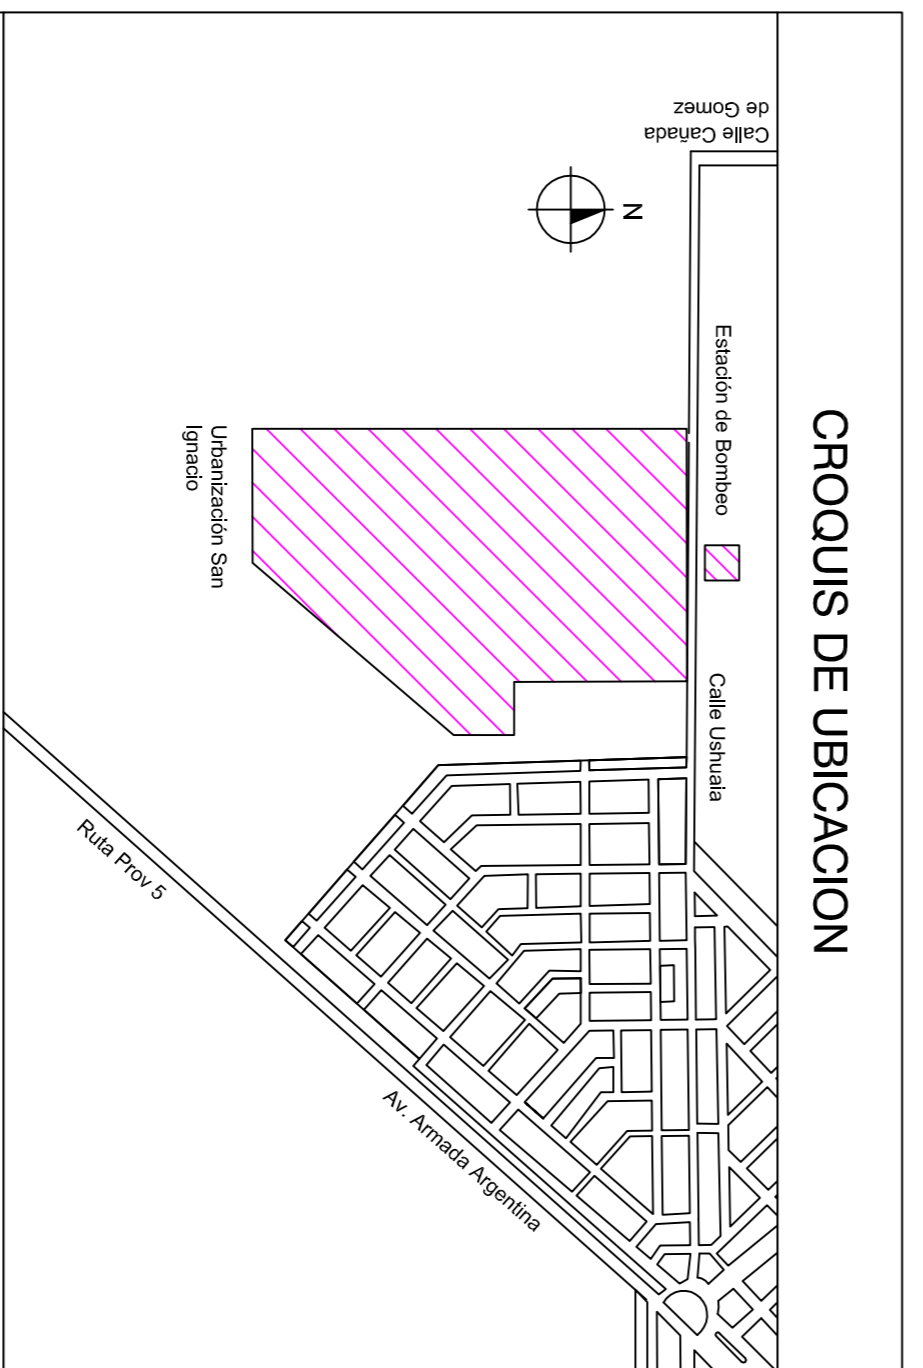 CROQUIS DE UBICACION
Calle Cañada
de Gomez
N
Estación de Bombeo
Calle Ushuaia
Urbanización San
Ignacio
Ruta Prov 5
Av. Armada Argentina